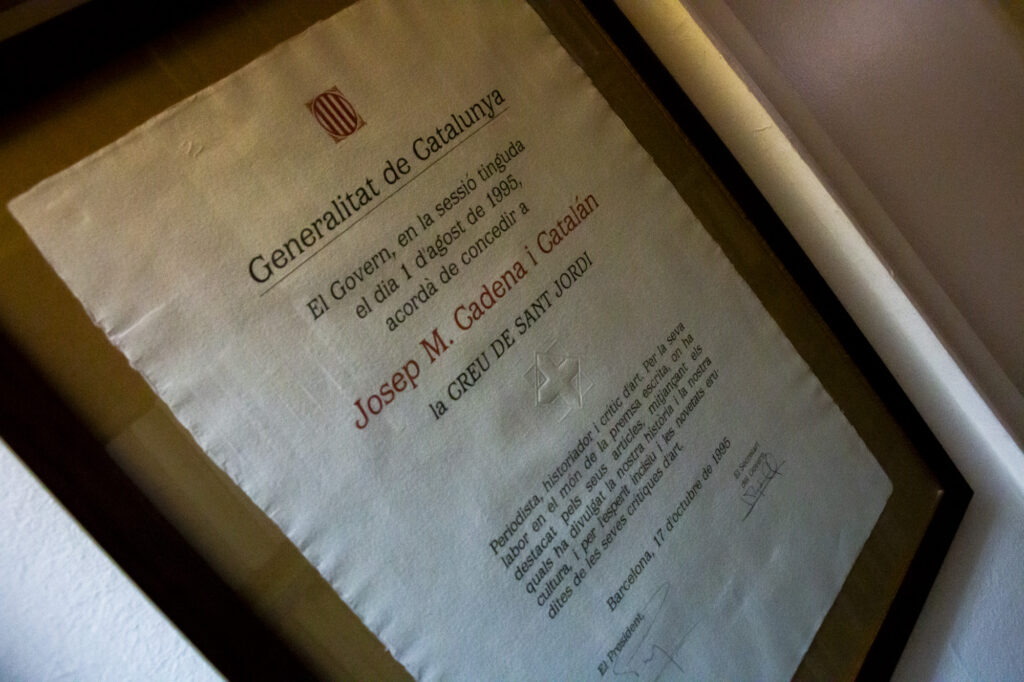 Generalitat de Catalunya
El Govern, en la sessió tinguda
el dia 1 d'agost de 1995,
acordà de concedir a
Josep M. Cadena i Catalán
la CREU DE SANT JORDI
Periodista, historiador i crític d'art. Per la seva
labor en el món de la premsa escrita, on ha
destacat pels seus articles, mitjançant els
quals ha divulgat la nostra història i la nostra
cultura, i per l'esperit incisiu i les novetats eru-
dites de les seves crítiques d'art.
Barcelona, 17 d'octubre de 1995
El Secretari
del Govern,
El President,